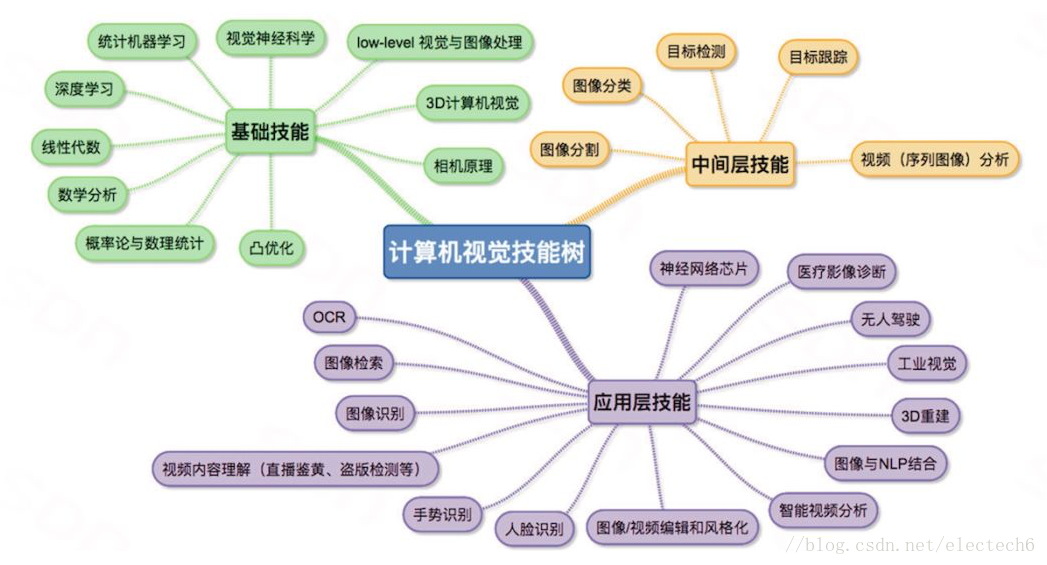 统计机器学习
视觉神经科学
low-level 视觉与图像处理
深度学习
3D计算机视觉
基础技能
线性代数
相机原理
数学分析
概率论与数理统计
凸优化
目标检测
目标跟踪
图像分类
图像分割
中间层技能
视频（序列图像）分析
计算机视觉技能树
神经网络芯片
医疗影像诊断
OCR
无人驾驶
图像检索
工业视觉
应用层技能
图像识别
3D重建
视频内容理解（直播鉴黄、盗版检测等）
图像与NLP结合
手势识别
人脸识别
图像/视频编辑和风格化
智能视频分析
//blog.csdn.net/electech6